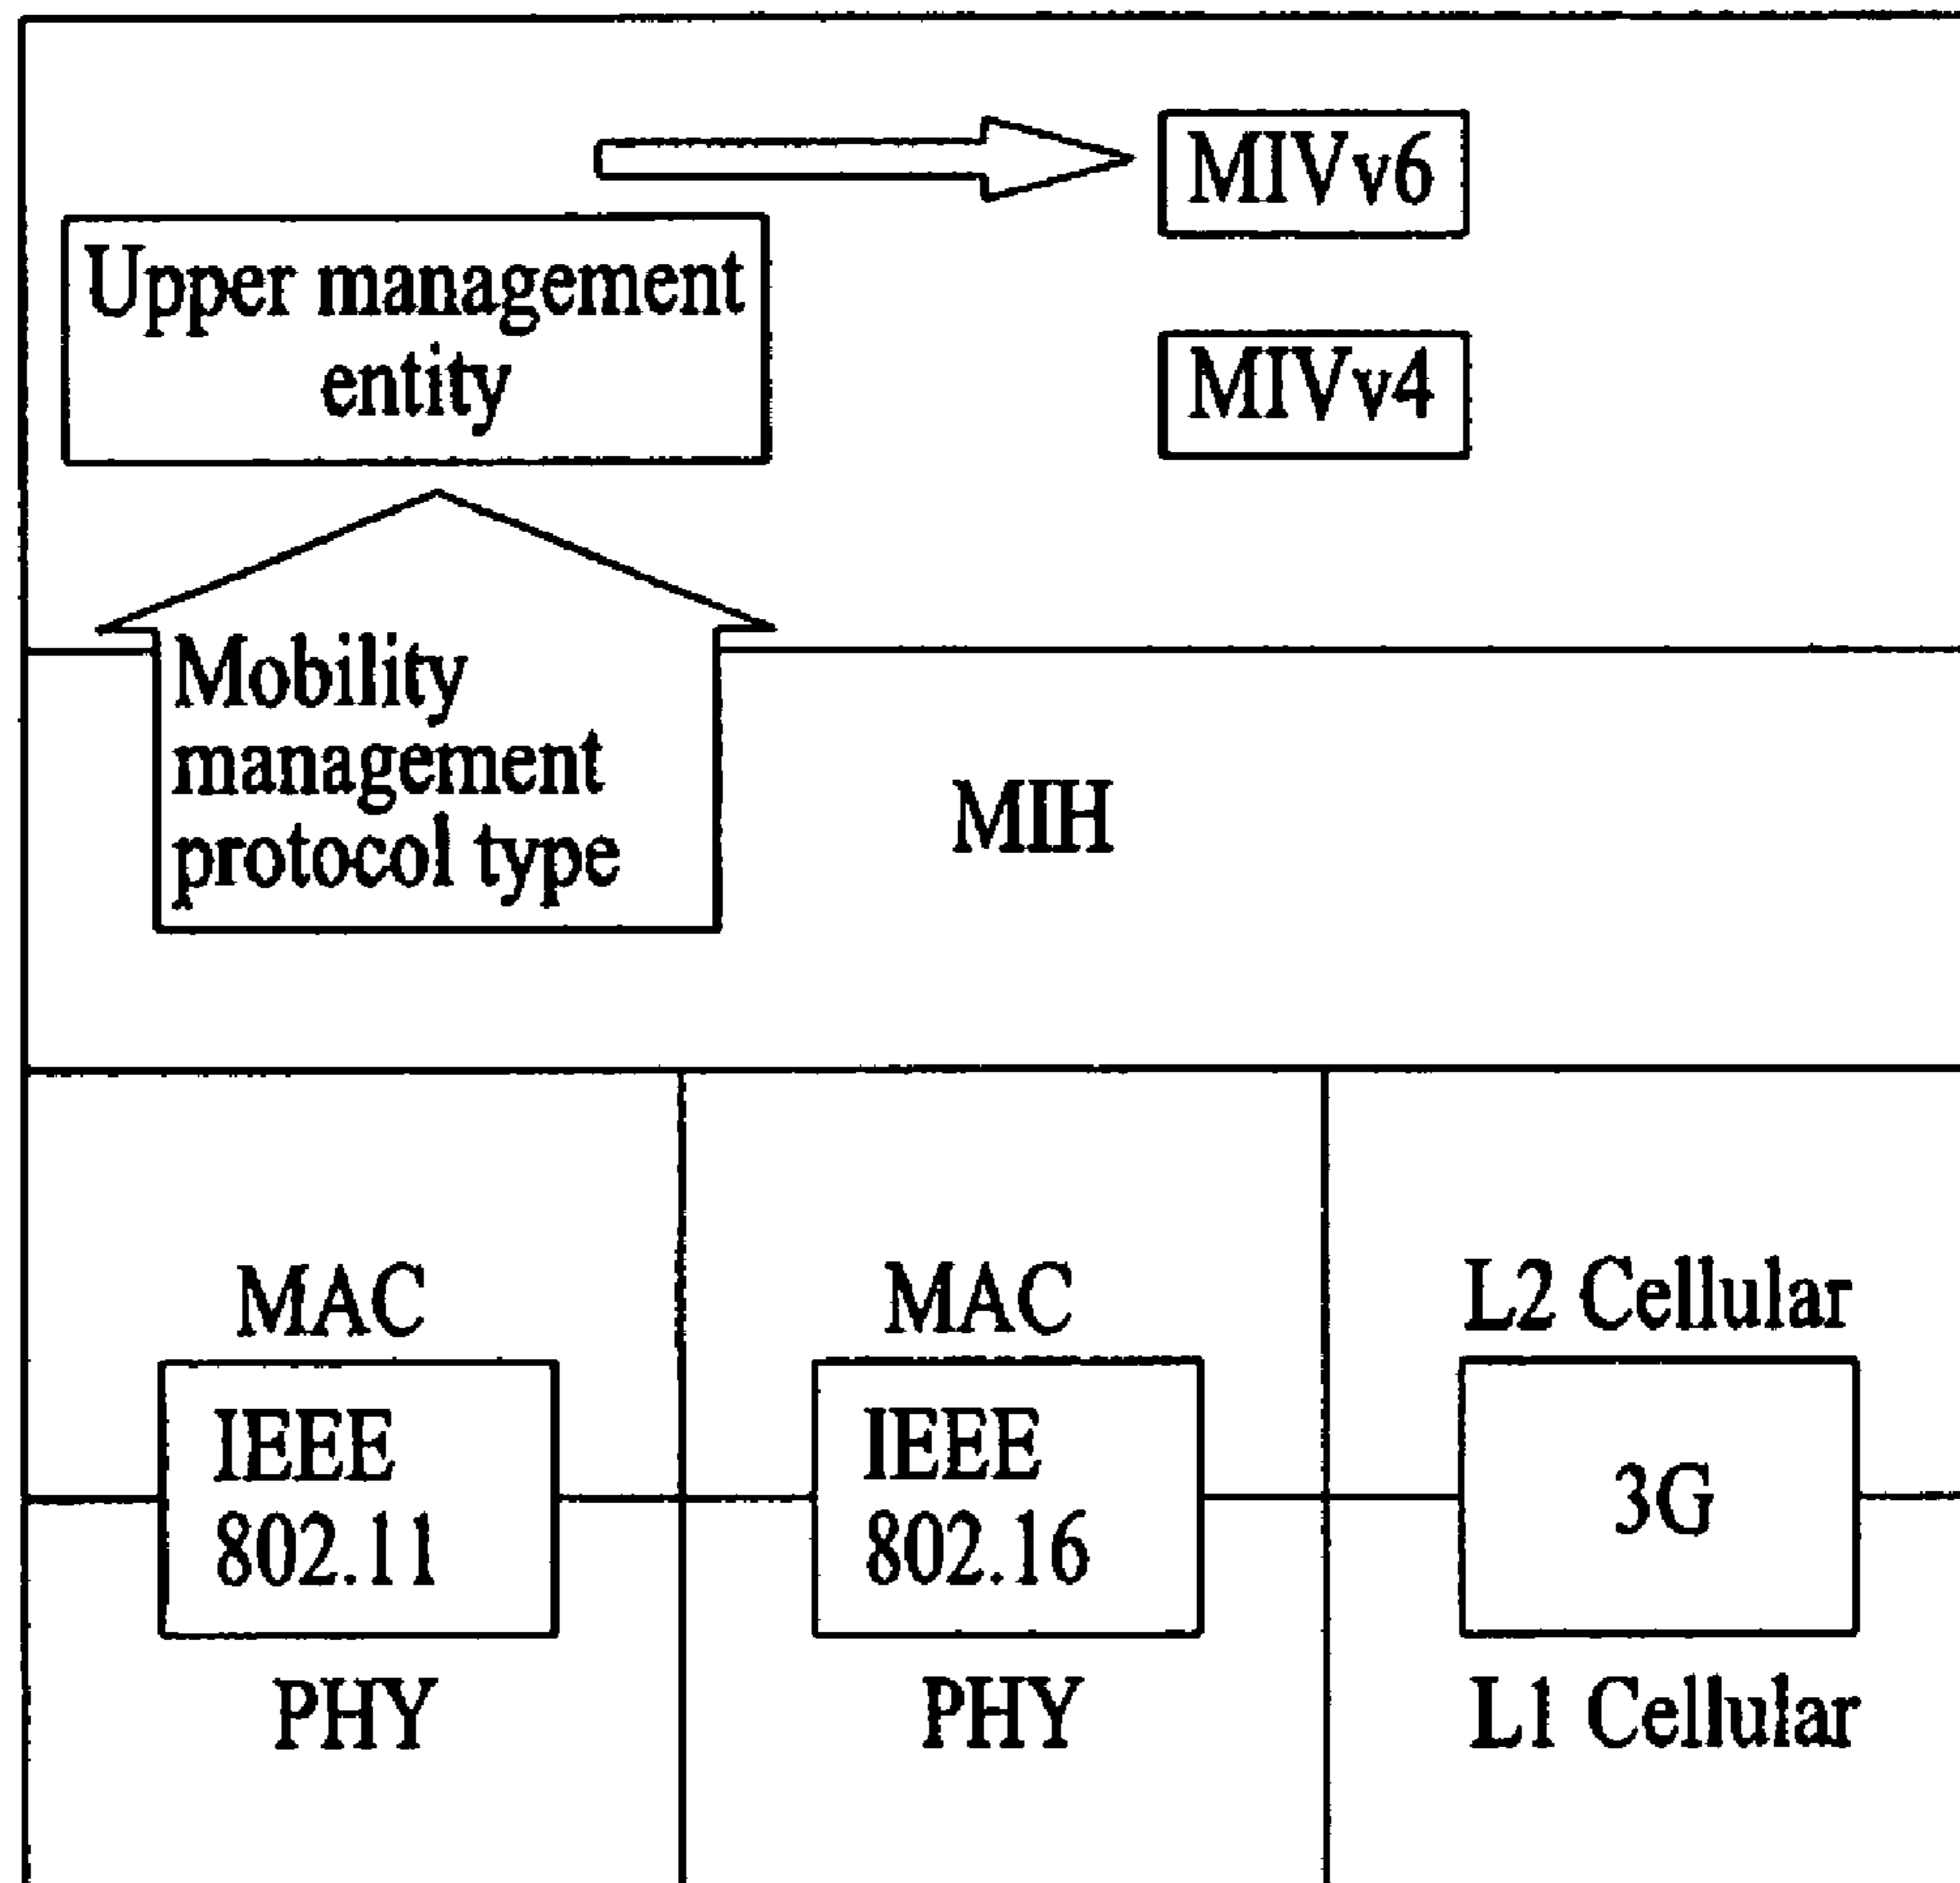 MIVv6
Upper management
entity
MIVv4
Mobility
management
protocol type
MIH
MAC
IEEE
802.11
PHY
MAC
IEEE
802.16
PHY
L2 Cellular
3G
L1 Cellular